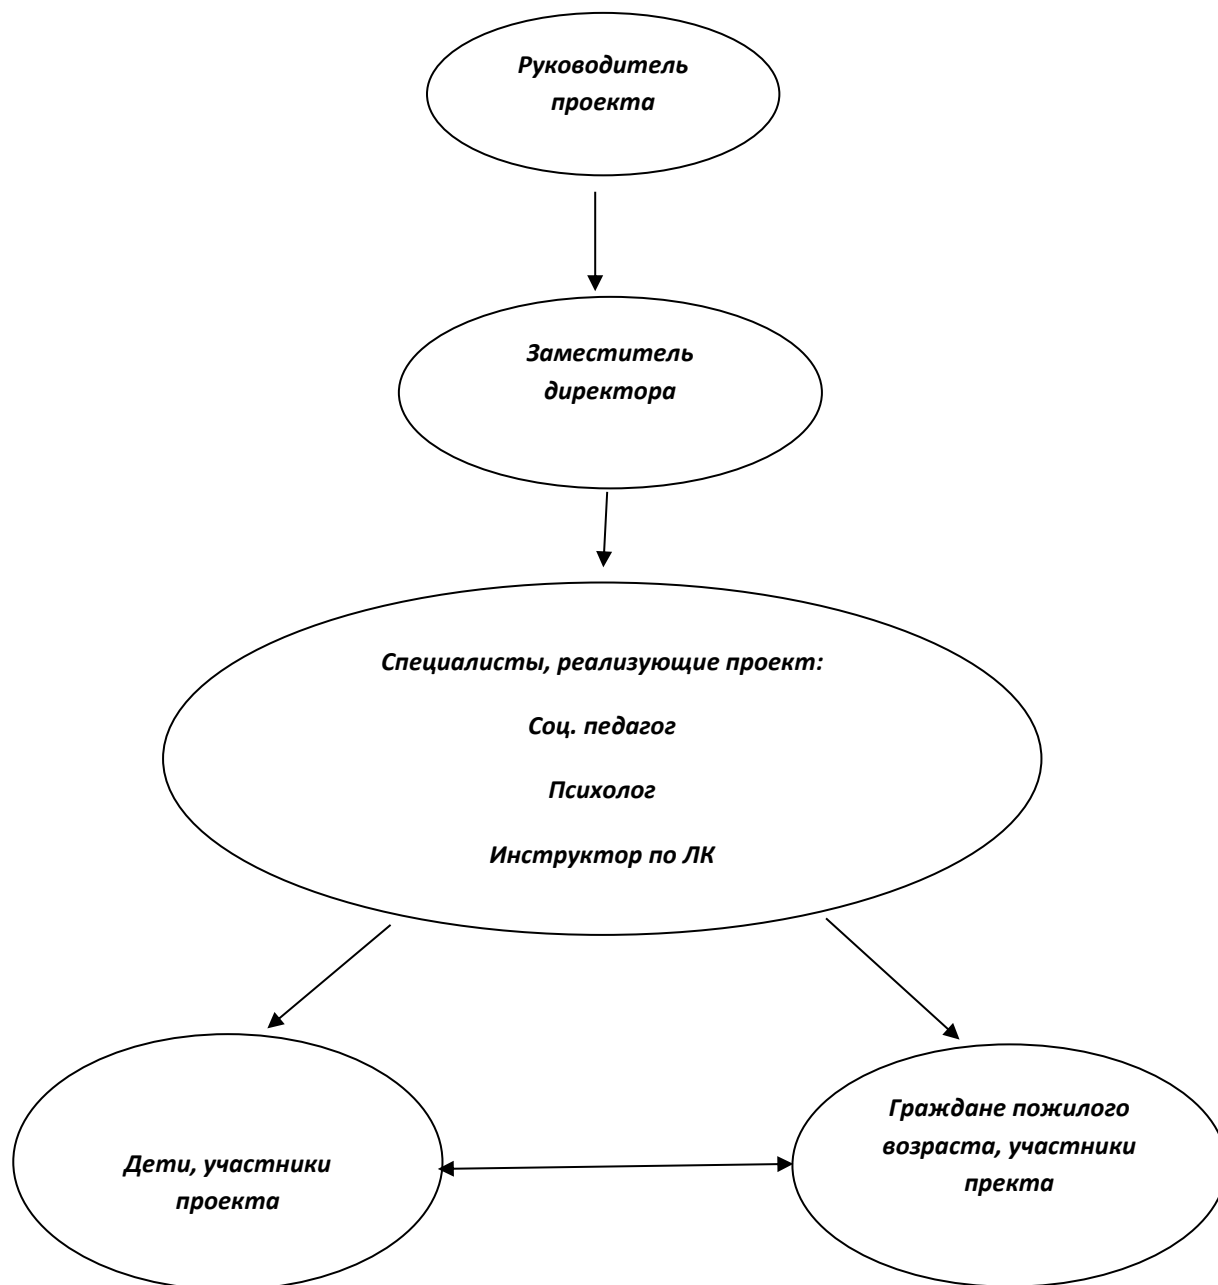 Руководитель
проекта
Заместитель
директора
Специалисты, реализующие проект:
Соц. педагог
Психолог
Инструктор по ЛК
Дети, участники
проекта
Граждане пожилого
возраста, участники
пректа